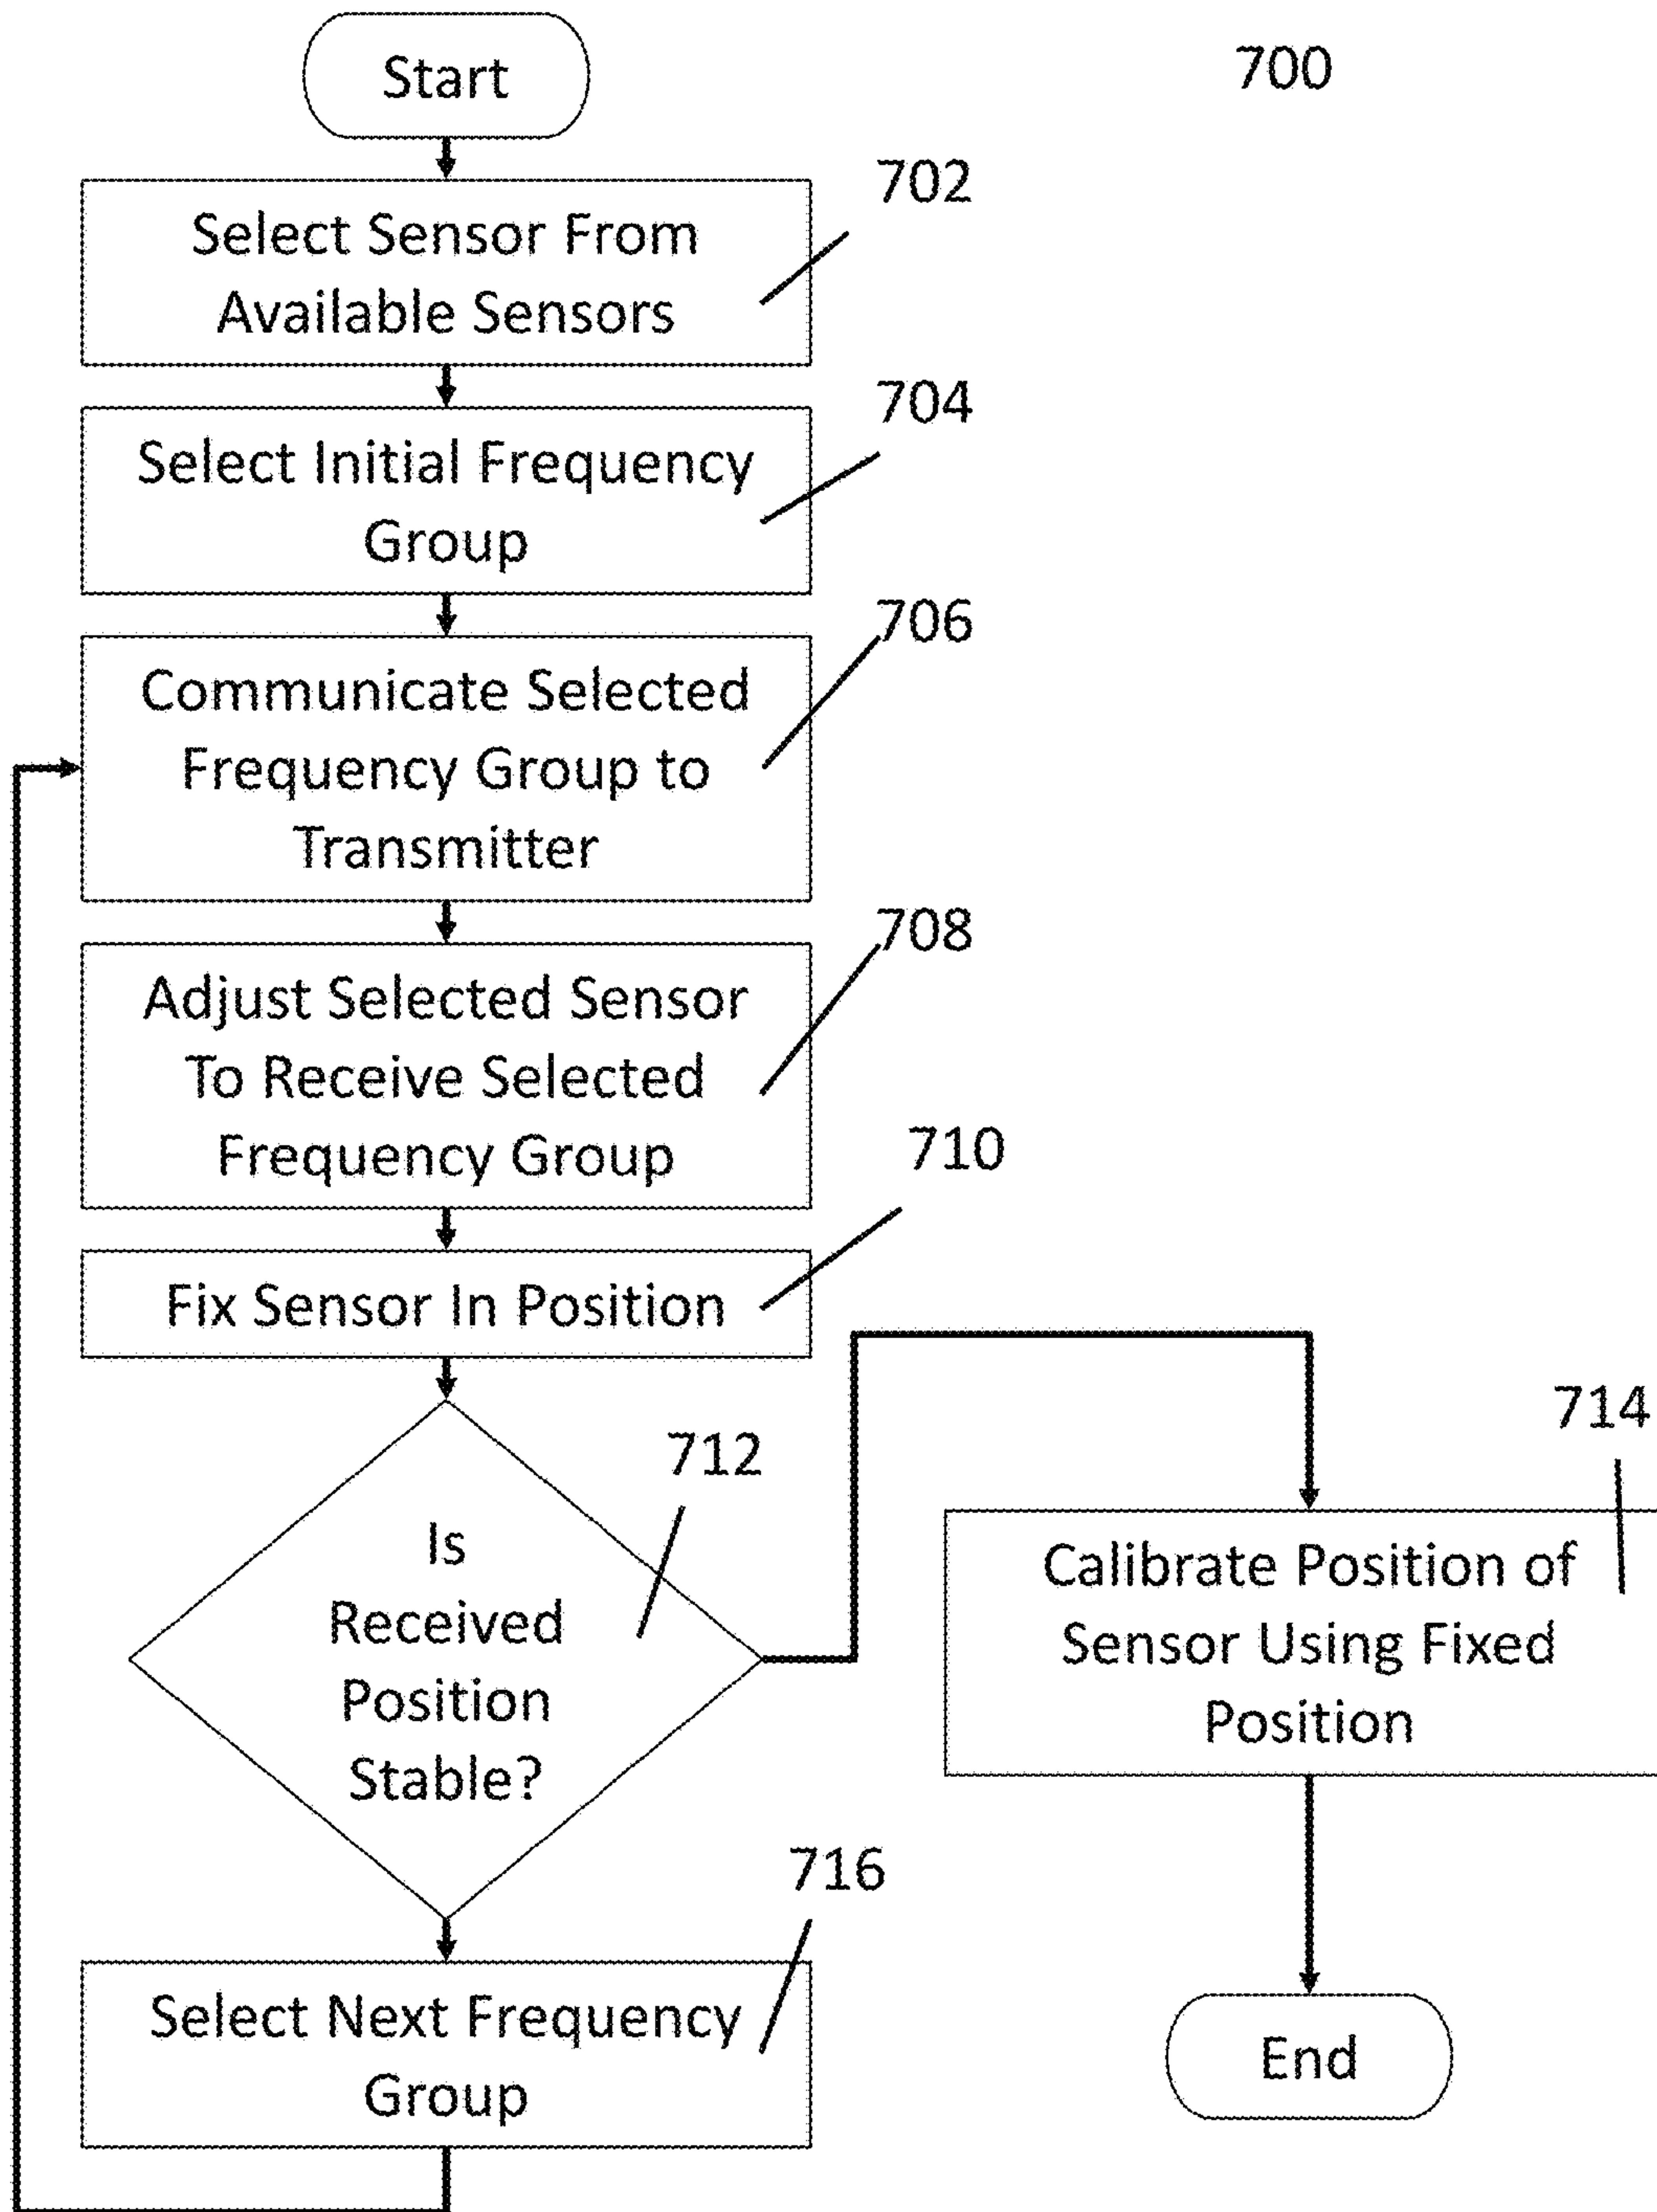 Start
700
702
Select Sensor From
Available Sensors
704
Select Initial Frequency
Group
706
Communicate Selected
Frequency Group to
Transmitter
708
Adjust Selected Sensor
To Receive Selected
Frequency Group
710
Fix Sensor In Position
712
Is
Received
Position
Stable?
714
Calibrate Position of
Sensor Using Fixed
Position
716
Select Next Frequency
Group
End